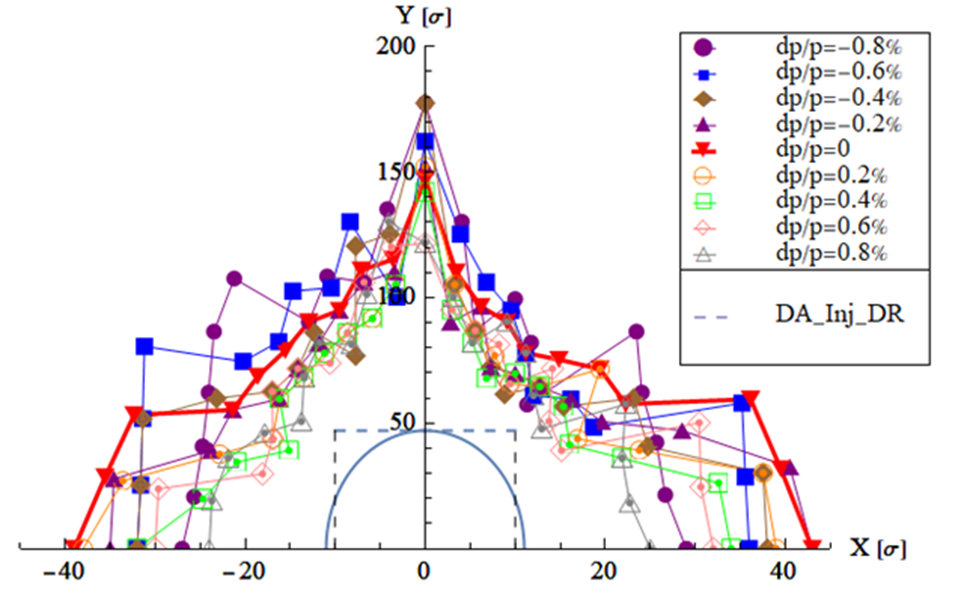 Y [σ]
200
150
100
50
−40
−20
0
20
40
X [σ]
dp/p=−0.8%
dp/p=−0.6%
dp/p=−0.4%
dp/p=−0.2%
dp/p=0
dp/p=0.2%
dp/p=0.4%
dp/p=0.6%
dp/p=0.8%
DA_Inj_DR